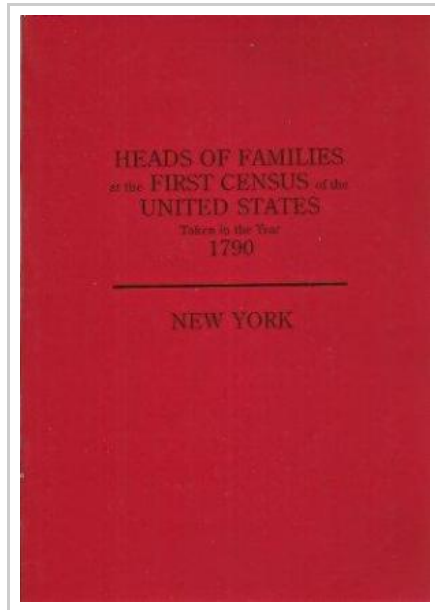 HEADS OF FAMILIES
at the FIRST CENSUS of the
UNITED STATES
Taken in the Year
1790
NEW YORK